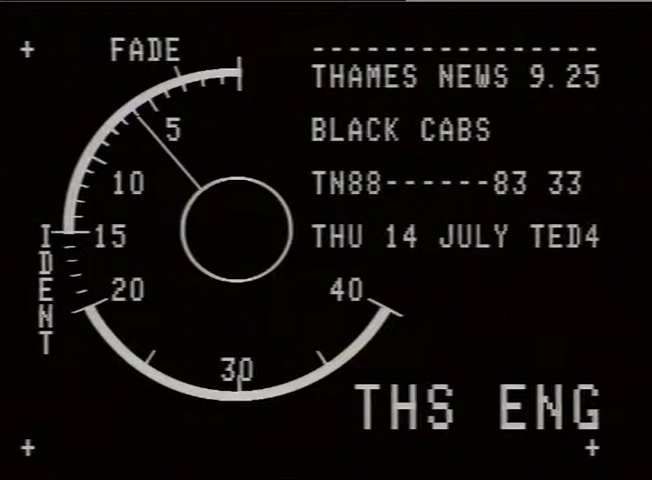 FADE
----------------
THAMES NEWS 9.25
5
BLACK CABS
10
TN88------83 33
15
THU 14 JULY TED4
IDENT
20
40
30
THS ENG